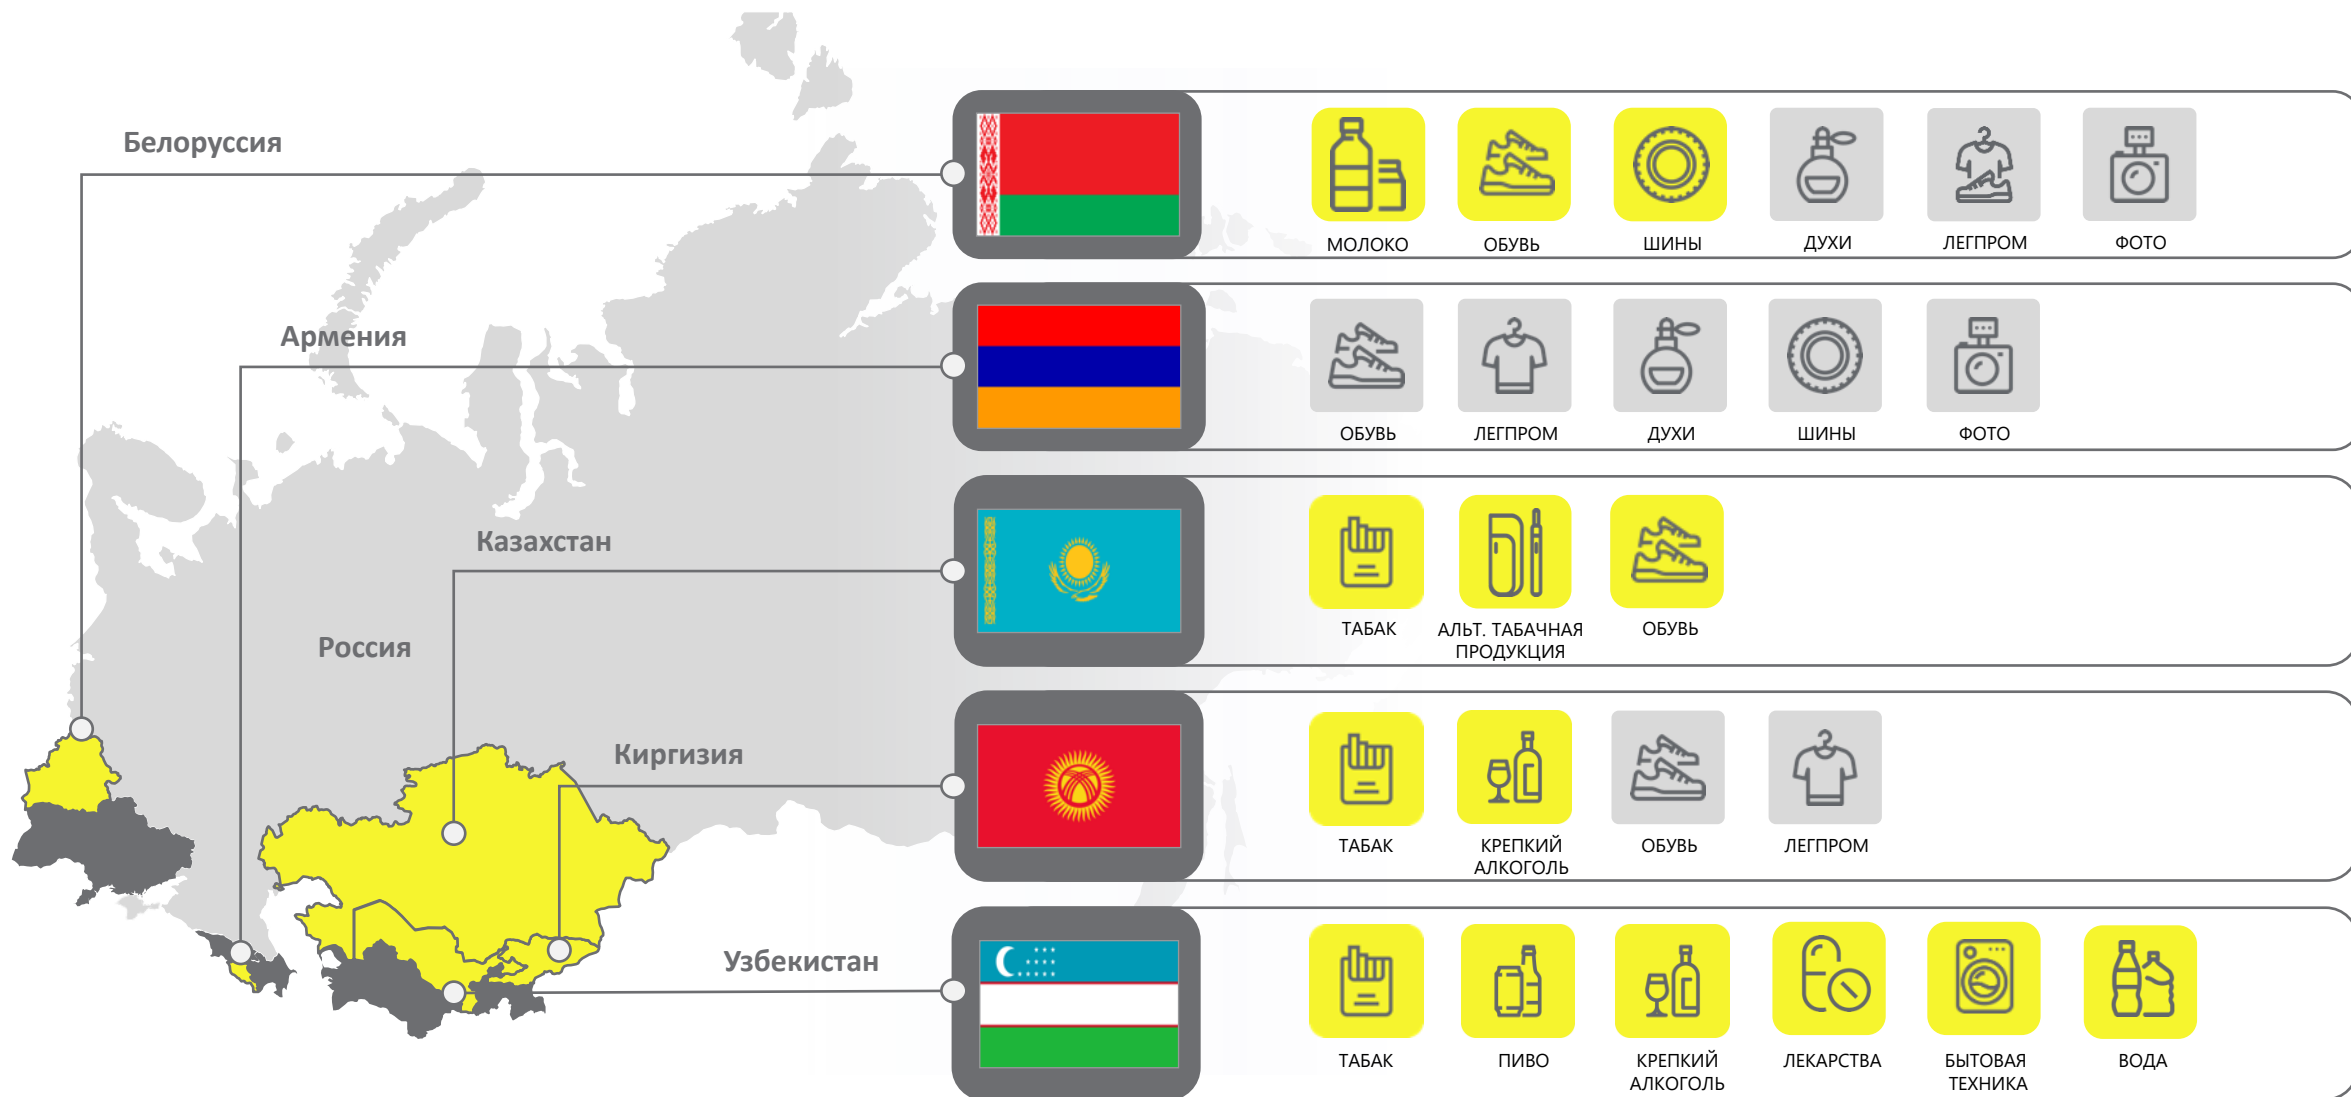 Белоруссия
МОЛОКО
ОБУВЬ
ШИНЫ
ДУХИ
ЛЕГПРОМ
ФОТО
Армения
ОБУВЬ
ЛЕГПРОМ
ДУХИ
ШИНЫ
ФОТО
Казахстан
ТАБАК
АЛЬТ. ТАБАЧНАЯ
ПРОДУКЦИЯ
ОБУВЬ
Россия
Киргизия
ТАБАК
КРЕПКИЙ
АЛКОГОЛЬ
ОБУВЬ
ЛЕГПРОМ
Узбекистан
ТАБАК
ПИВО
КРЕПКИЙ
АЛКОГОЛЬ
ЛЕКАРСТВА
БЫТОВАЯ
ТЕХНИКА
ВОДА